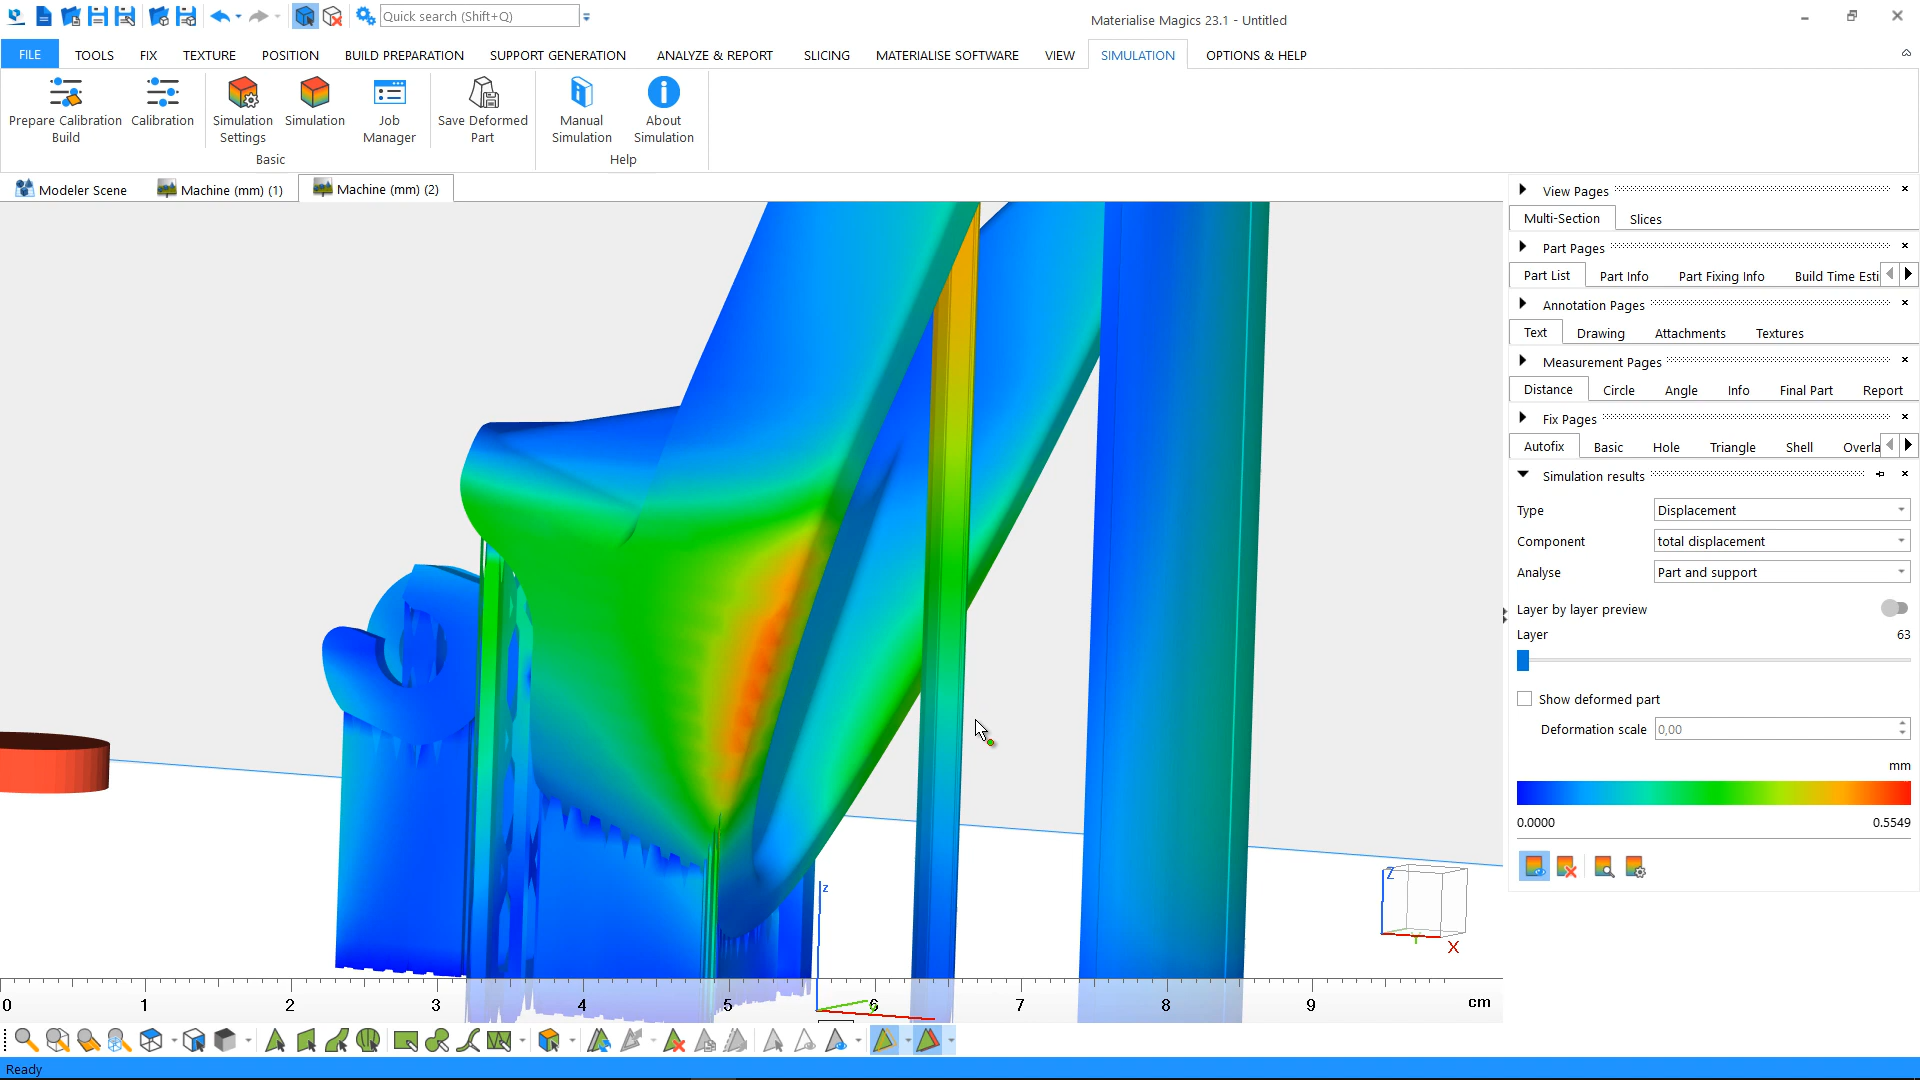 Quick search (Shift+Q)
Materialise Magics 23.1 - Untitled
FILE TOOLS FIX TEXTURE POSITION BUILD PREPARATION SUPPORT GENERATION ANALYZE & REPORT SLICING MATERIALISE SOFTWARE VIEW SIMULATION OPTIONS & HELP
Prepare Calibration Build
Calibration
Simulation Settings
Simulation
Job Manager
Save Deformed Part
Manual Simulation
About Simulation
Basic
Help
Modeler Scene
Machine (mm) (1)
Machine (mm) (2)
View Pages
Multi-Section Slices
Part Pages
Part List Part Info Part Fixing Info Build Time Esti
Annotation Pages
Text Drawing Attachments Textures
Measurement Pages
Distance Circle Angle Info Final Part Report
Fix Pages
Autofix Basic Hole Triangle Shell Overla
Simulation results
Type Displacement
Component total displacement
Analyse Part and support
Layer by layer preview
Layer 63
Show deformed part
Deformation scale 0,00
mm
0.0000 0.5549
z
Z
Y
X
0 1 2 3 4 5 6 7 8 9 cm
Ready